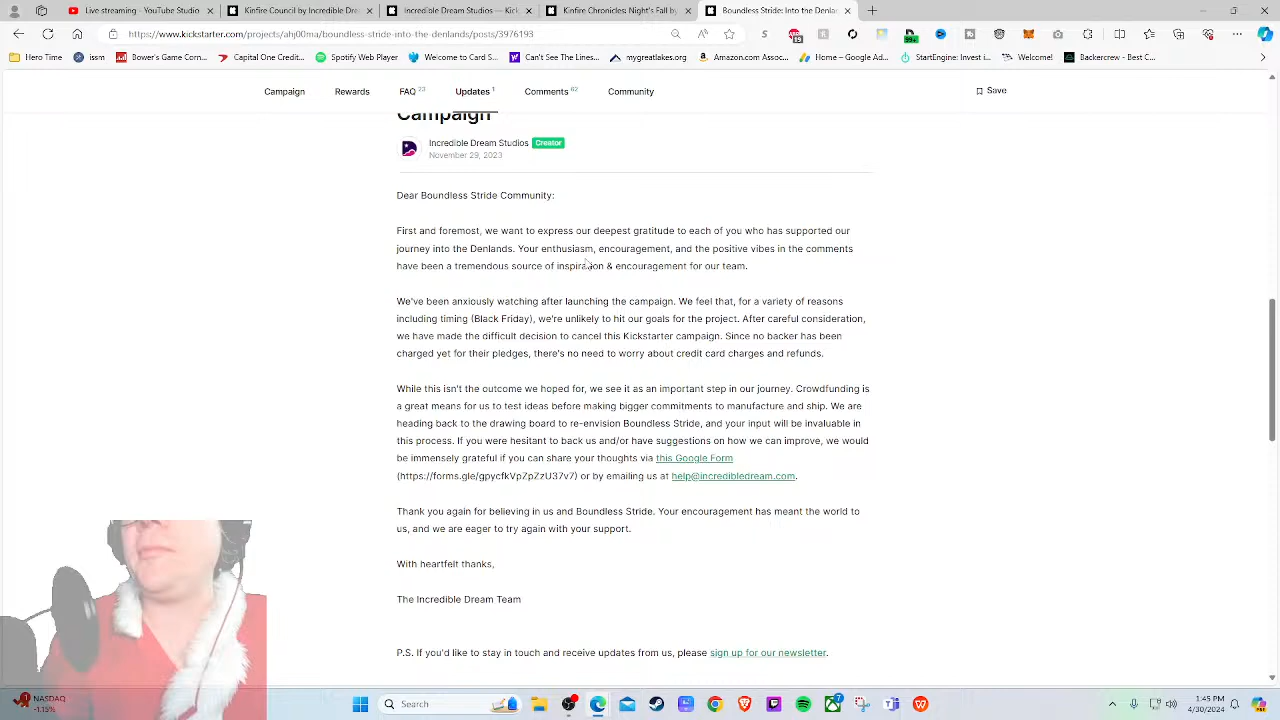 Live streaming - YouTube Studio
Kinfire Council by Incredible Dre
Incredible Dream Studios — Kic
Kinfire Chronicles Night's Fall by
Boundless Stride: Into the Denlar
https://www.kickstarter.com/projects/ahj00ma/boundless-stride-into-the-denlands/posts/3976193
Hero Time
issih
Dower's Game Corn...
Capital One Credit...
Spotify Web Player
Welcome to Card S...
Can't See The Lines...
mygreatlakes.org
Amazon.com Assoc...
Home – Google Ad...
StartEngine: Invest i...
Welcome!
Backercrew - Best C...
Campaign Rewards FAQ 23 Updates 1 Comments 62 Community Save
Campaign
Incredible Dream Studios Creator
November 29, 2023
Dear Boundless Stride Community:
First and foremost, we want to express our deepest gratitude to each of you who has supported our
journey into the Denlands. Your enthusiasm, encouragement, and the positive vibes in the comments
have been a tremendous source of inspiration & encouragement for our team.
We've been anxiously watching after launching the campaign. We feel that, for a variety of reasons
including timing (Black Friday), we're unlikely to hit our goals for the project. After careful consideration,
we have made the difficult decision to cancel this Kickstarter campaign. Since no backer has been
charged yet for their pledges, there's no need to worry about credit card charges and refunds.
While this isn't the outcome we hoped for, we see it as an important step in our journey. Crowdfunding is
a great means for us to test ideas before making bigger commitments to manufacture and ship. We are
heading back to the drawing board to re-envision Boundless Stride, and your input will be invaluable in
this process. If you were hesitant to back us and/or have suggestions on how we can improve, we would
be immensely grateful if you can share your thoughts via this Google Form
(https://forms.gle/gpycfkVp7pZzU37v7) or by emailing us at help@incredibledream.com.
Thank you again for believing in us and Boundless Stride. Your encouragement has meant the world to
us, and we are eager to try again with your support.
With heartfelt thanks,
The Incredible Dream Team
P.S. If you'd like to stay in touch and receive updates from us, please sign up for our newsletter.
NASDAQ
-1.15%
Search
1:45 PM
4/30/2024